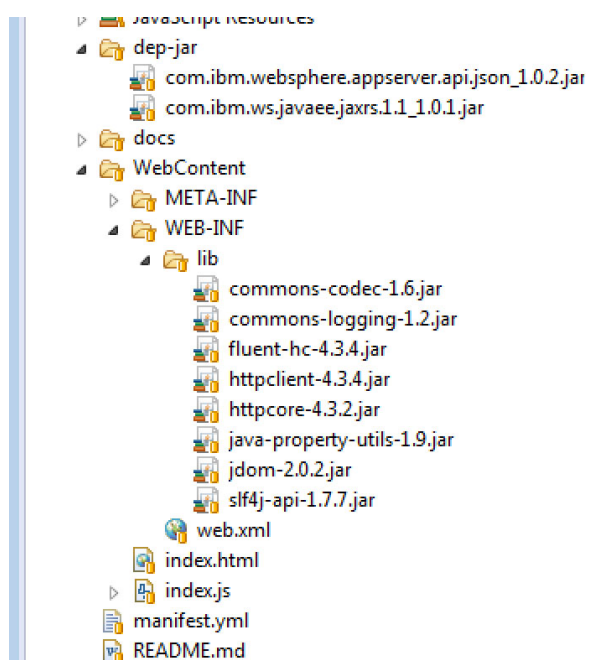 JavaScript Resources
dep-jar
com.ibm.websphere.appserver.api.json_1.0.2.jar
com.ibm.ws.javaee.jaxrs.1.1_1.0.1.jar
docs
WebContent
META-INF
WEB-INF
lib
commons-codec-1.6.jar
commons-logging-1.2.jar
fluent-hc-4.3.4.jar
httpclient-4.3.4.jar
httpcore-4.3.2.jar
java-property-utils-1.9.jar
jdom-2.0.2.jar
slf4j-api-1.7.7.jar
web.xml
index.html
index.js
manifest.yml
README.md